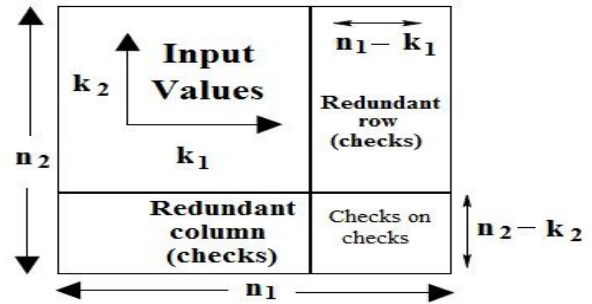 Input
Values
k2
k1
n1– k1
Redundant
row
(checks)
n2
Redundant
column
(checks)
Checks on
checks
n2– k2
n1